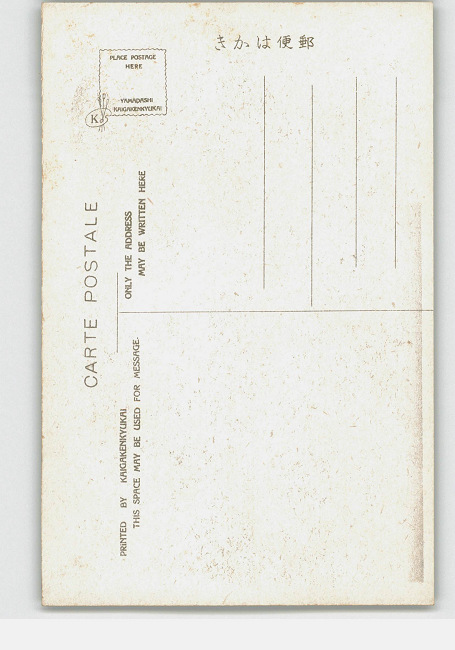 きかは便郵
PLACE POSTAGE
HERE
YAMADASHI
KAIGAKENKYUKAI
K
CARTE POSTALE
ONLY THE ADDRESS
MAY BE WRITTEN HERE
PRINTED BY KAIGAKENKYUKAI.
THIS SPACE MAY BE USED FOR MESSAGE.